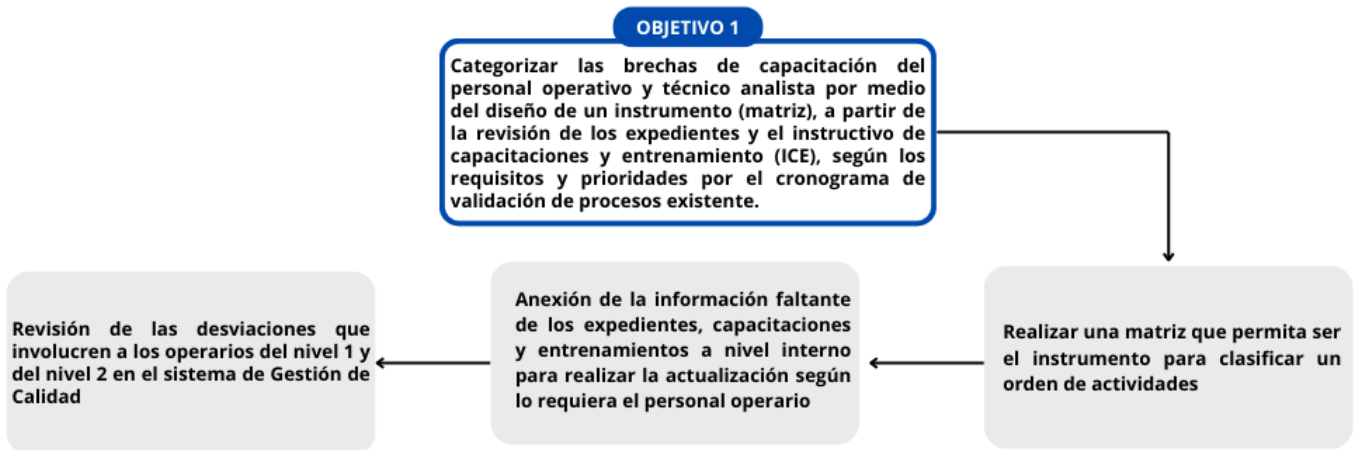 OBJETIVO 1
Categorizar las brechas de capacitación del
personal operativo y técnico analista por medio
del diseño de un instrumento (matriz), a partir de
la revisión de los expedientes y el instructivo de
capacitaciones y entrenamiento (ICE), según los
requisitos y prioridades por el cronograma de
validación de procesos existente.
Realizar una matriz que permita ser
el instrumento para clasificar un
orden de actividades
Anexión de la información faltante
de los expedientes, capacitaciones
y entrenamientos a nivel interno
para realizar la actualización según
lo requiera el personal operario
Revisión de las desviaciones que
involucren a los operarios del nivel 1 y
del nivel 2 en el sistema de Gestión de
Calidad